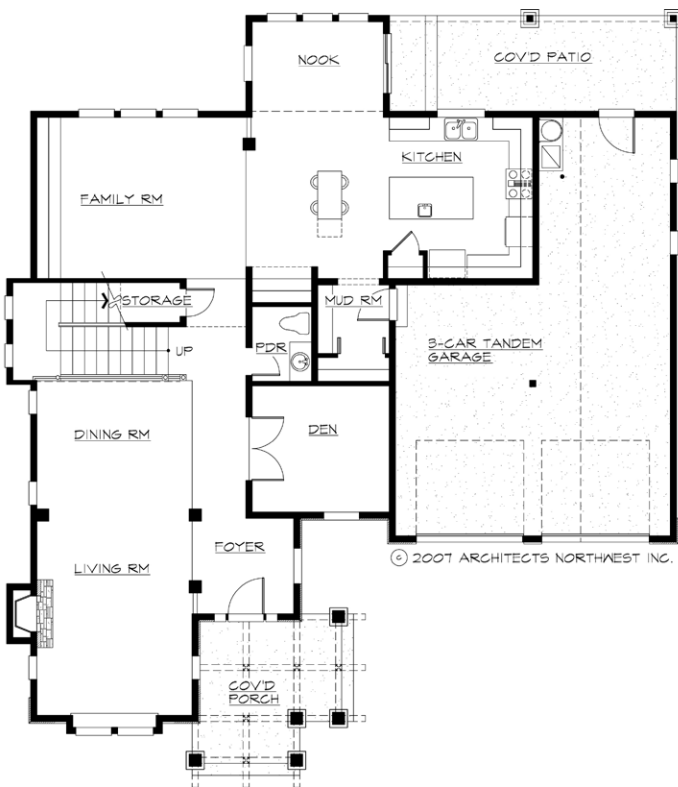 NOOK
COV'D PATIO
KITCHEN
FAMILY RM
STORAGE
MUD RM
UP
PDR
3-CAR TANDEM
GARAGE
DINING RM
DEN
FOYER
© 2007 ARCHITECTS NORTHWEST INC.
LIVING RM
COV'D
PORCH